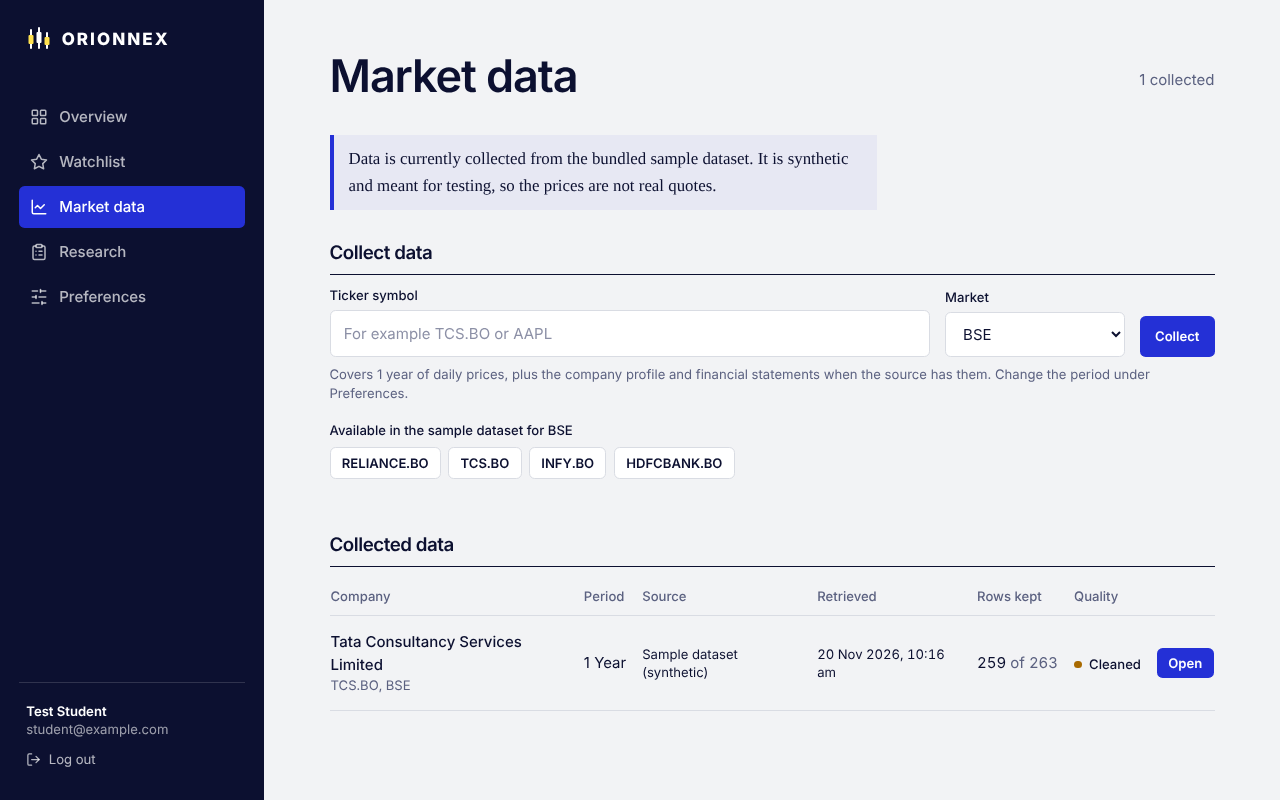 ORIONNEX
Overview
Watchlist
Market data
Research
Preferences
Test Student
student@example.com
Log out
Market data
1 collected
Data is currently collected from the bundled sample dataset. It is synthetic
and meant for testing, so the prices are not real quotes.
Collect data
Ticker symbol
Market
For example TCS.BO or AAPL
BSE
Collect
Covers 1 year of daily prices, plus the company profile and financial statements when the source has them. Change the period under
Preferences.
Available in the sample dataset for BSE
RELIANCE.BO TCS.BO INFY.BO HDFCBANK.BO
Collected data
Company Period Source Retrieved Rows kept Quality
Tata Consultancy Services
Limited
TCS.BO, BSE
1 Year
Sample dataset
(synthetic)
20 Nov 2026, 10:16
am
259 of 263
Cleaned
Open